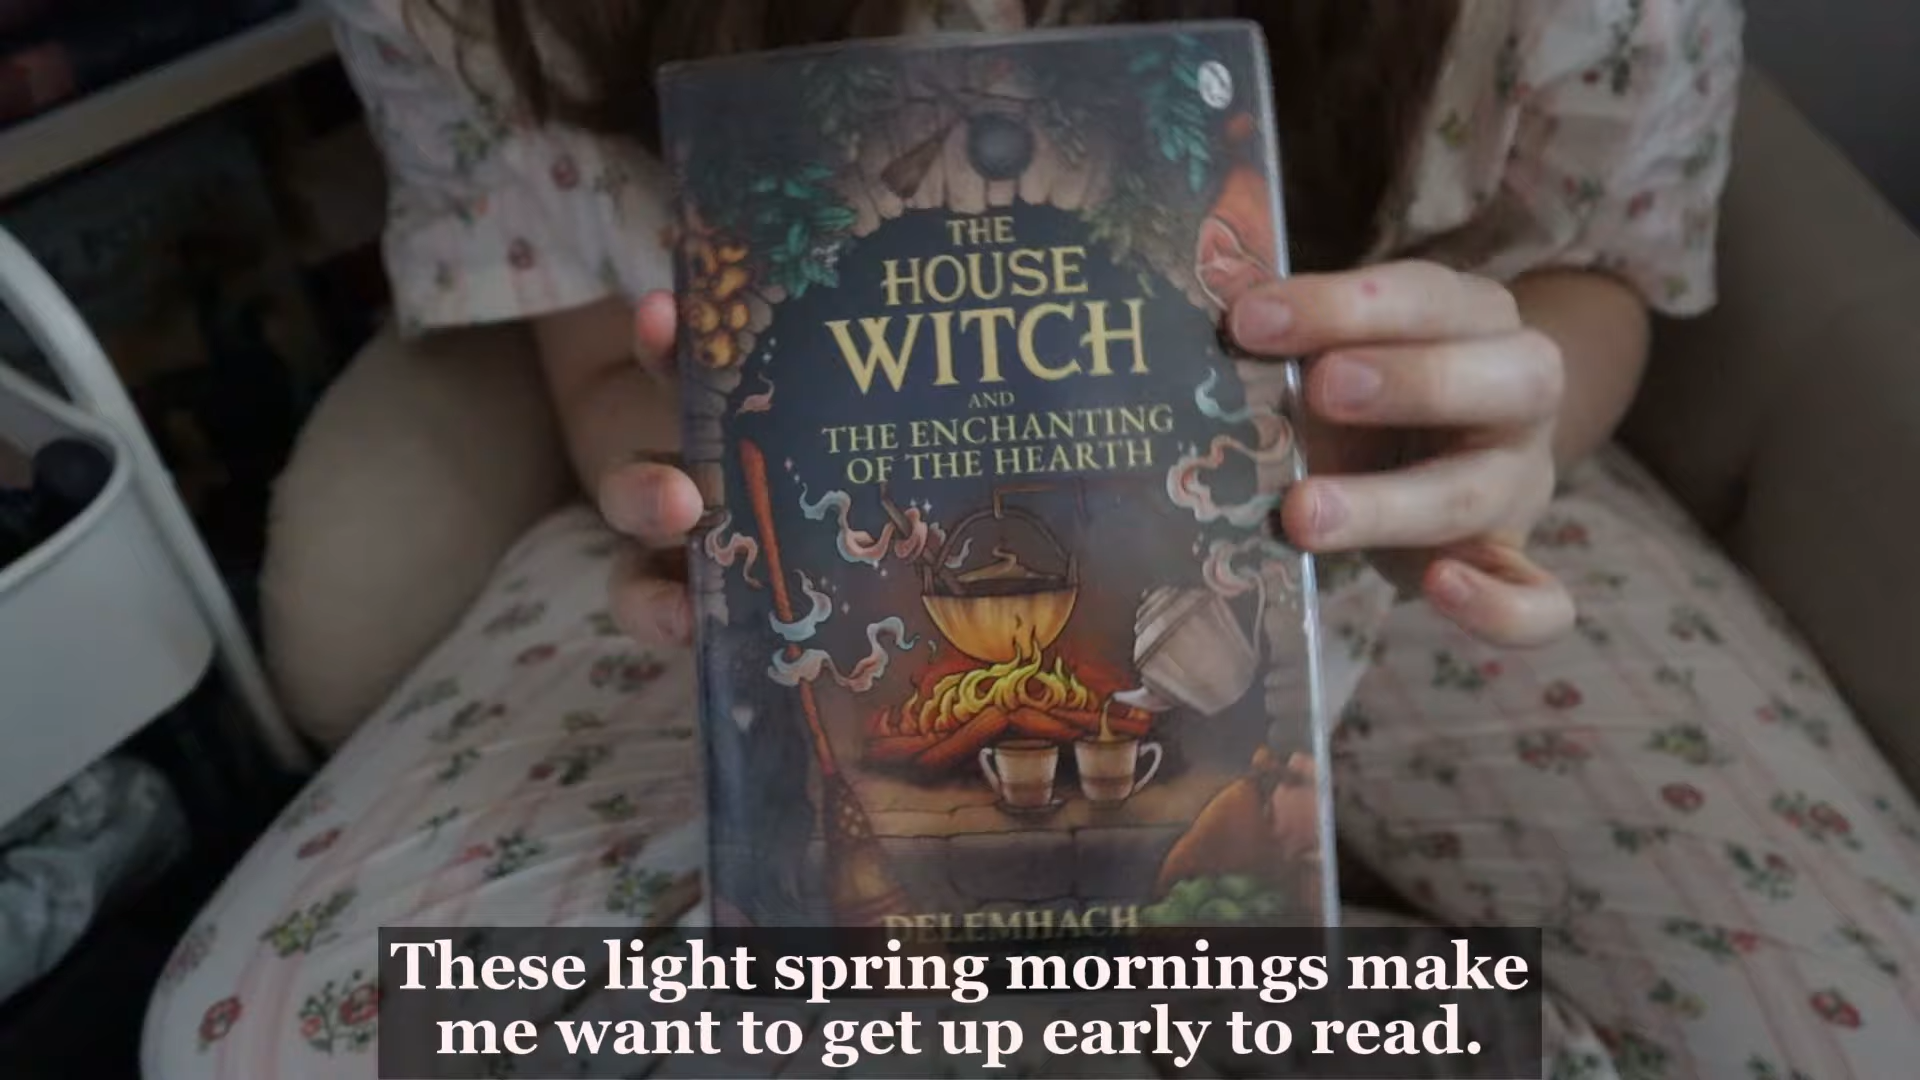 THE
HOUSE
WITCH
AND
THE ENCHANTING
OF THE HEARTH
DELEMHACH
These light spring mornings make
me want to get up early to read.